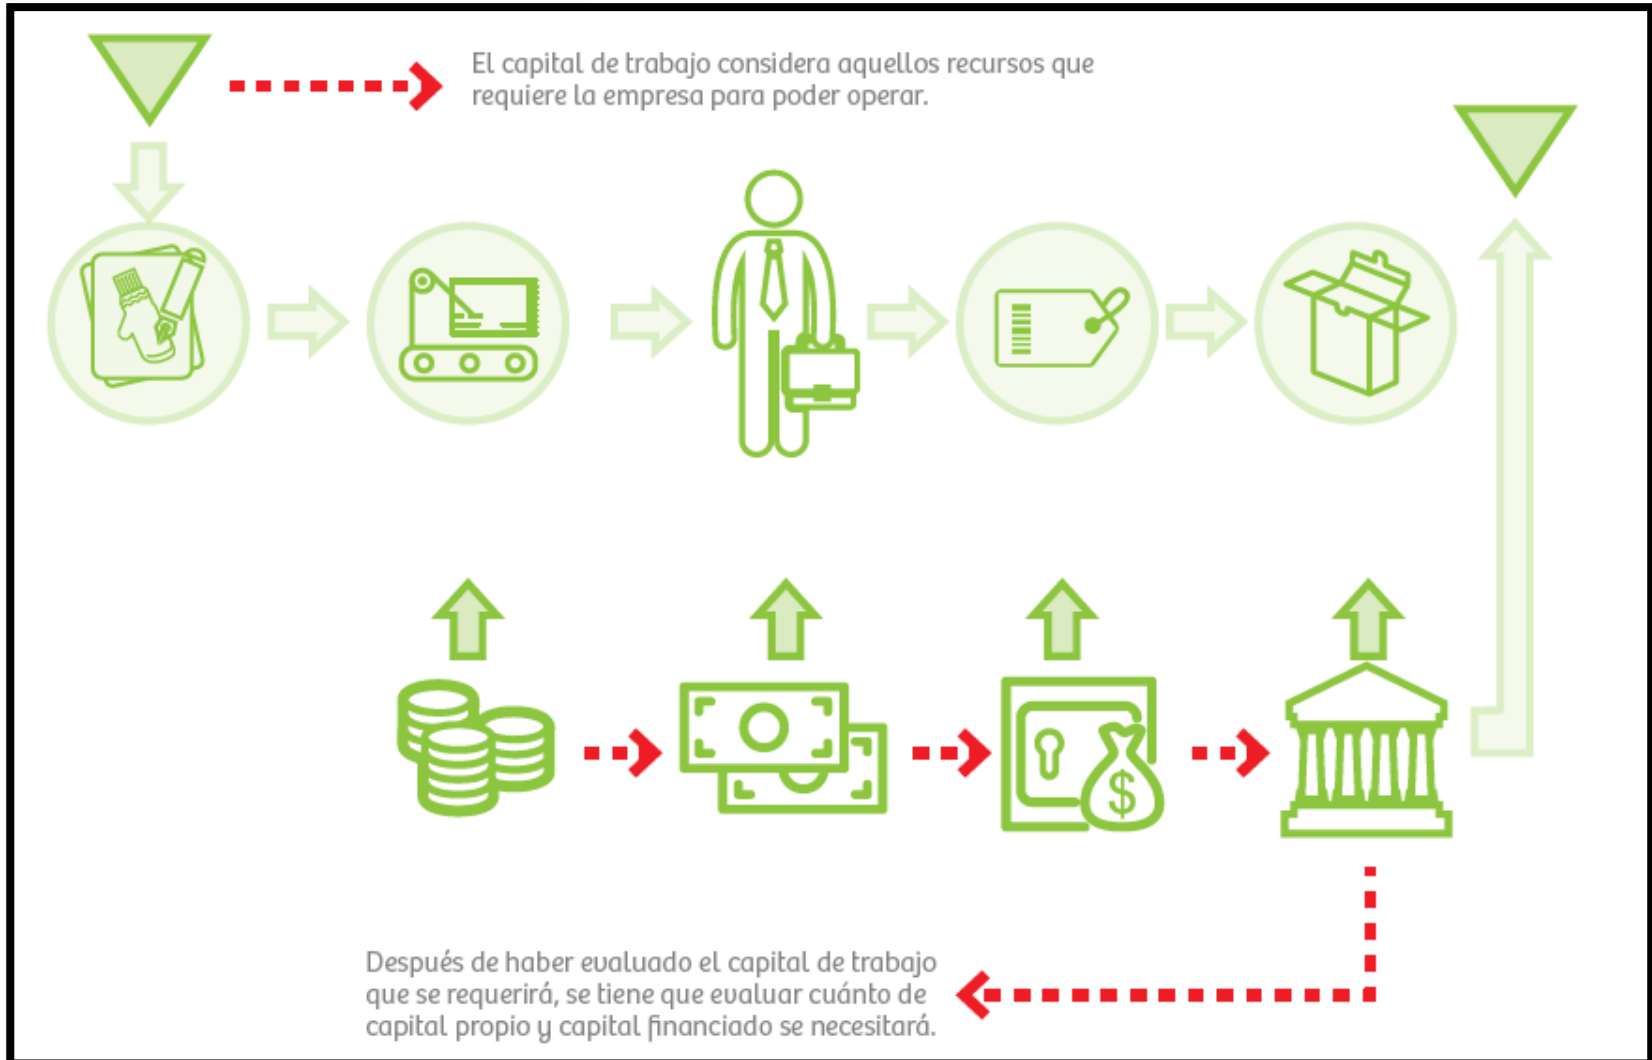 El capital de trabajo considera aquellos recursos que
requiere la empresa para poder operar.
$
Después de haber evaluado el capital de trabajo
que se requerirá, se tiene que evaluar cuánto de
capital propio y capital financiado se necesitará.